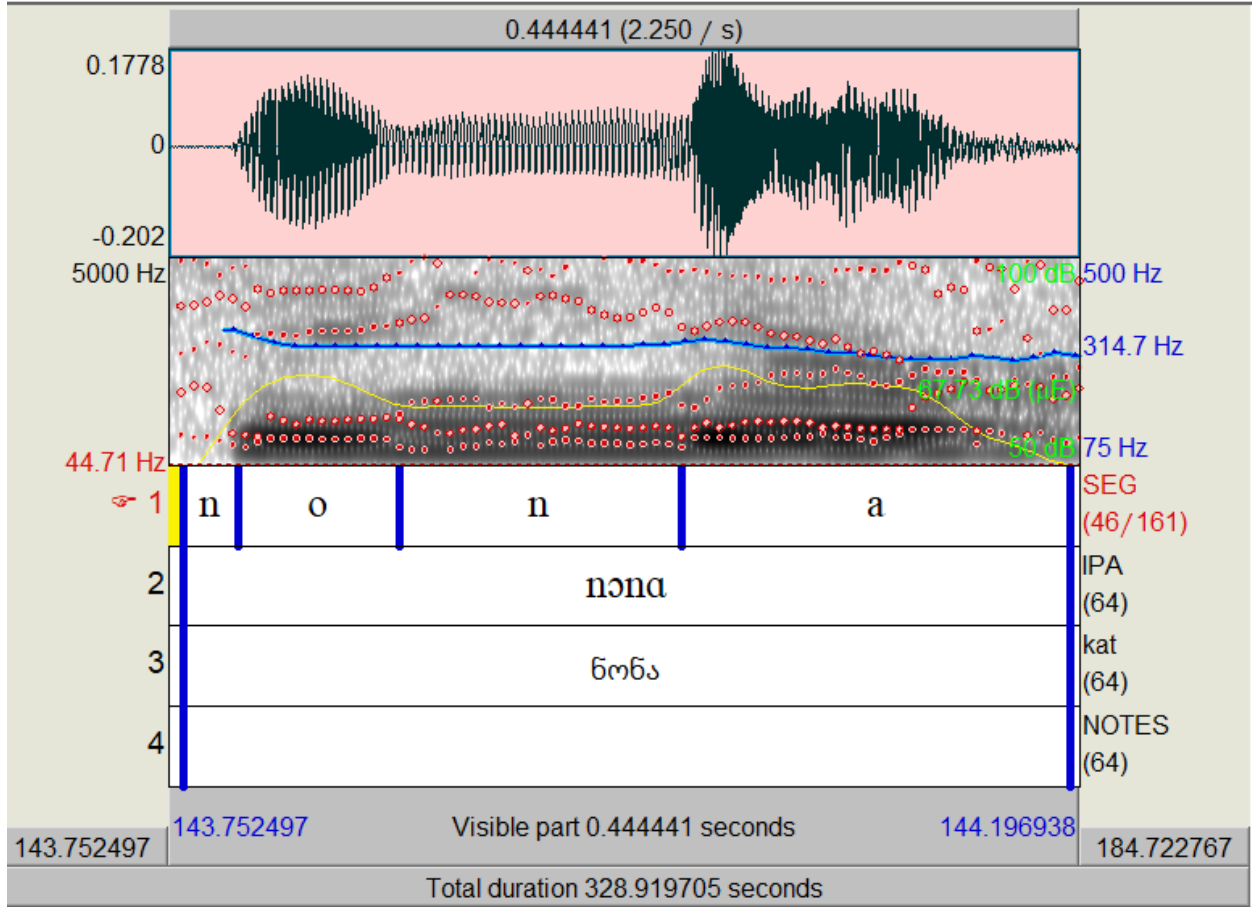 0.444441 (2.250 / s)
0.1778
0
-0.202
5000 Hz
100 dB
500 Hz
314.7 Hz
67.73 dB (µE)
50 dB
75 Hz
44.71 Hz
☞ 1
n o n a
SEG
(46/161)
2
nɔnɑ
IPA
(64)
3
ნონა
kat
(64)
4
NOTES
(64)
143.752497
Visible part 0.444441 seconds
144.196938
143.752497
184.722767
Total duration 328.919705 seconds